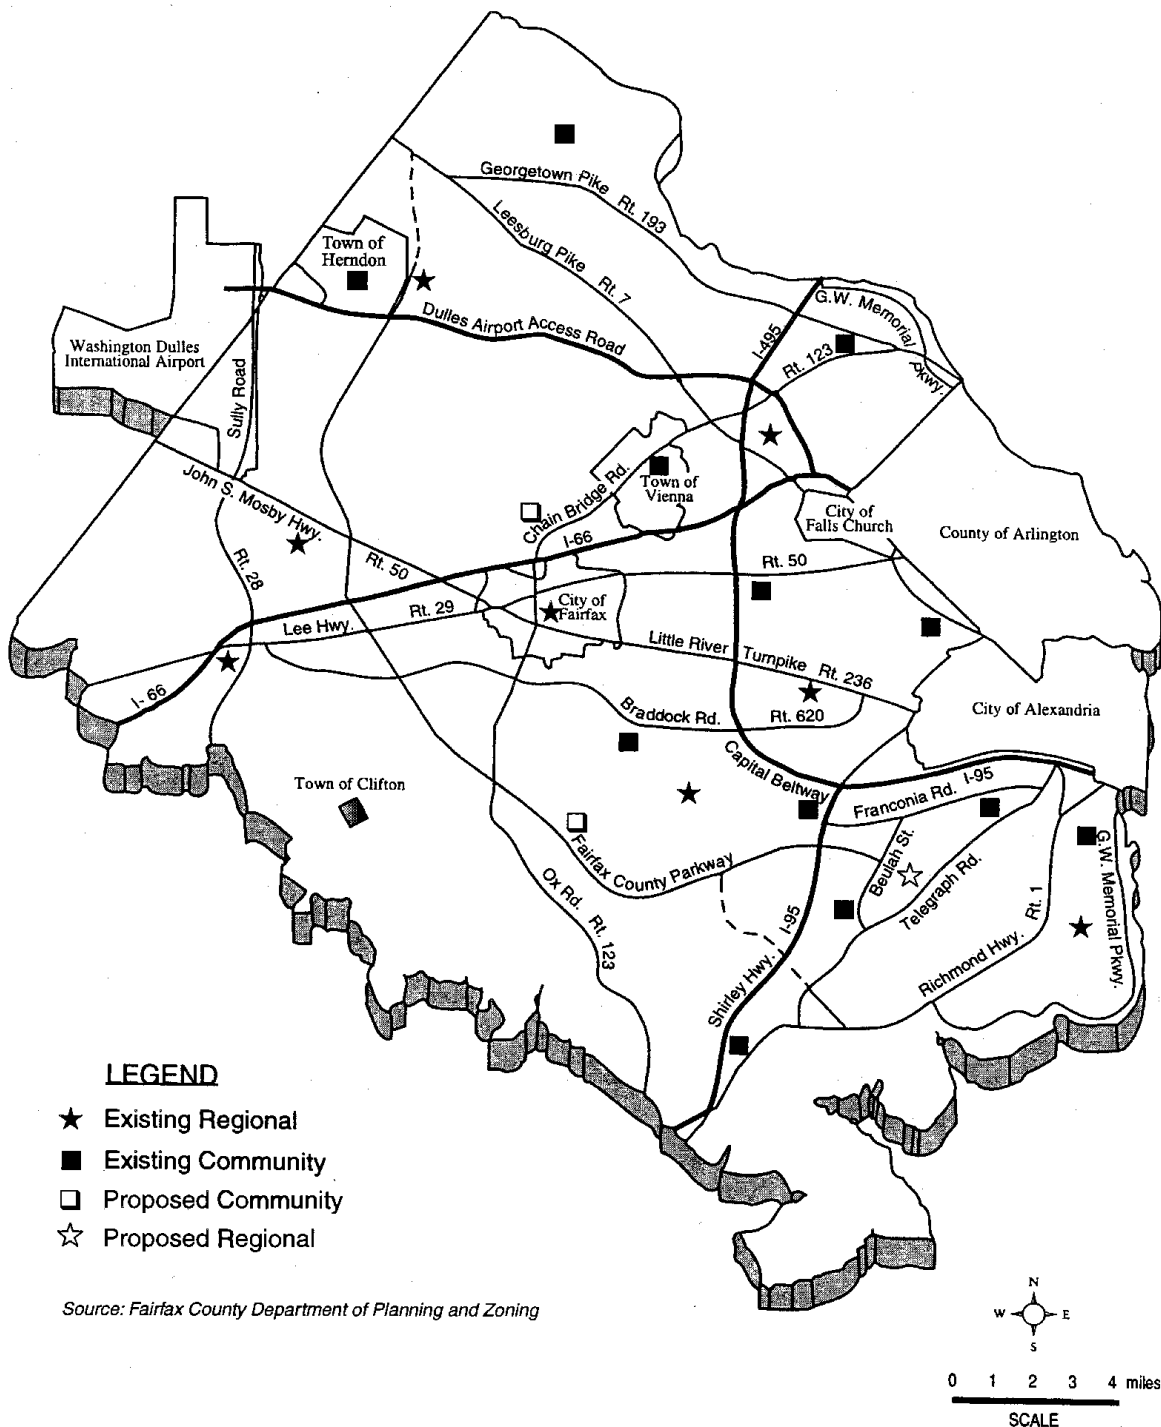 Georgetown Pike Rt. 193
Leesburg Pike Rt. 7
Town of
Herndon
G.W. Memorial Pkwy.
Dulles Airport Access Road
I-495
Rt. 123
Washington Dulles
International Airport
Sully Road
John S. Mosby Hwy.
Chain Bridge Rd.
Town of
Vienna
City of
Falls Church
County of Arlington
I-66
Rt. 50
Rt. 50
Rt. 28
Rt. 29
Lee Hwy.
City of
Fairfax
Little River Turnpike Rt. 236
I- 66
Braddock Rd.
Rt. 620
City of Alexandria
Capital Beltway
I-95
Town of Clifton
Franconia Rd.
Fairfax County Parkway
Beulah St.
Telegraph Rd.
G.W. Memorial Pkwy.
Ox Rd. Rt. 123
Rt. 1
I-95
Richmond Hwy.
Shirley Hwy.
LEGEND
Existing Regional
Existing Community
Proposed Community
Proposed Regional
Source: Fairfax County Department of Planning and Zoning
N
W E
S
0 1 2 3 4 miles
SCALE